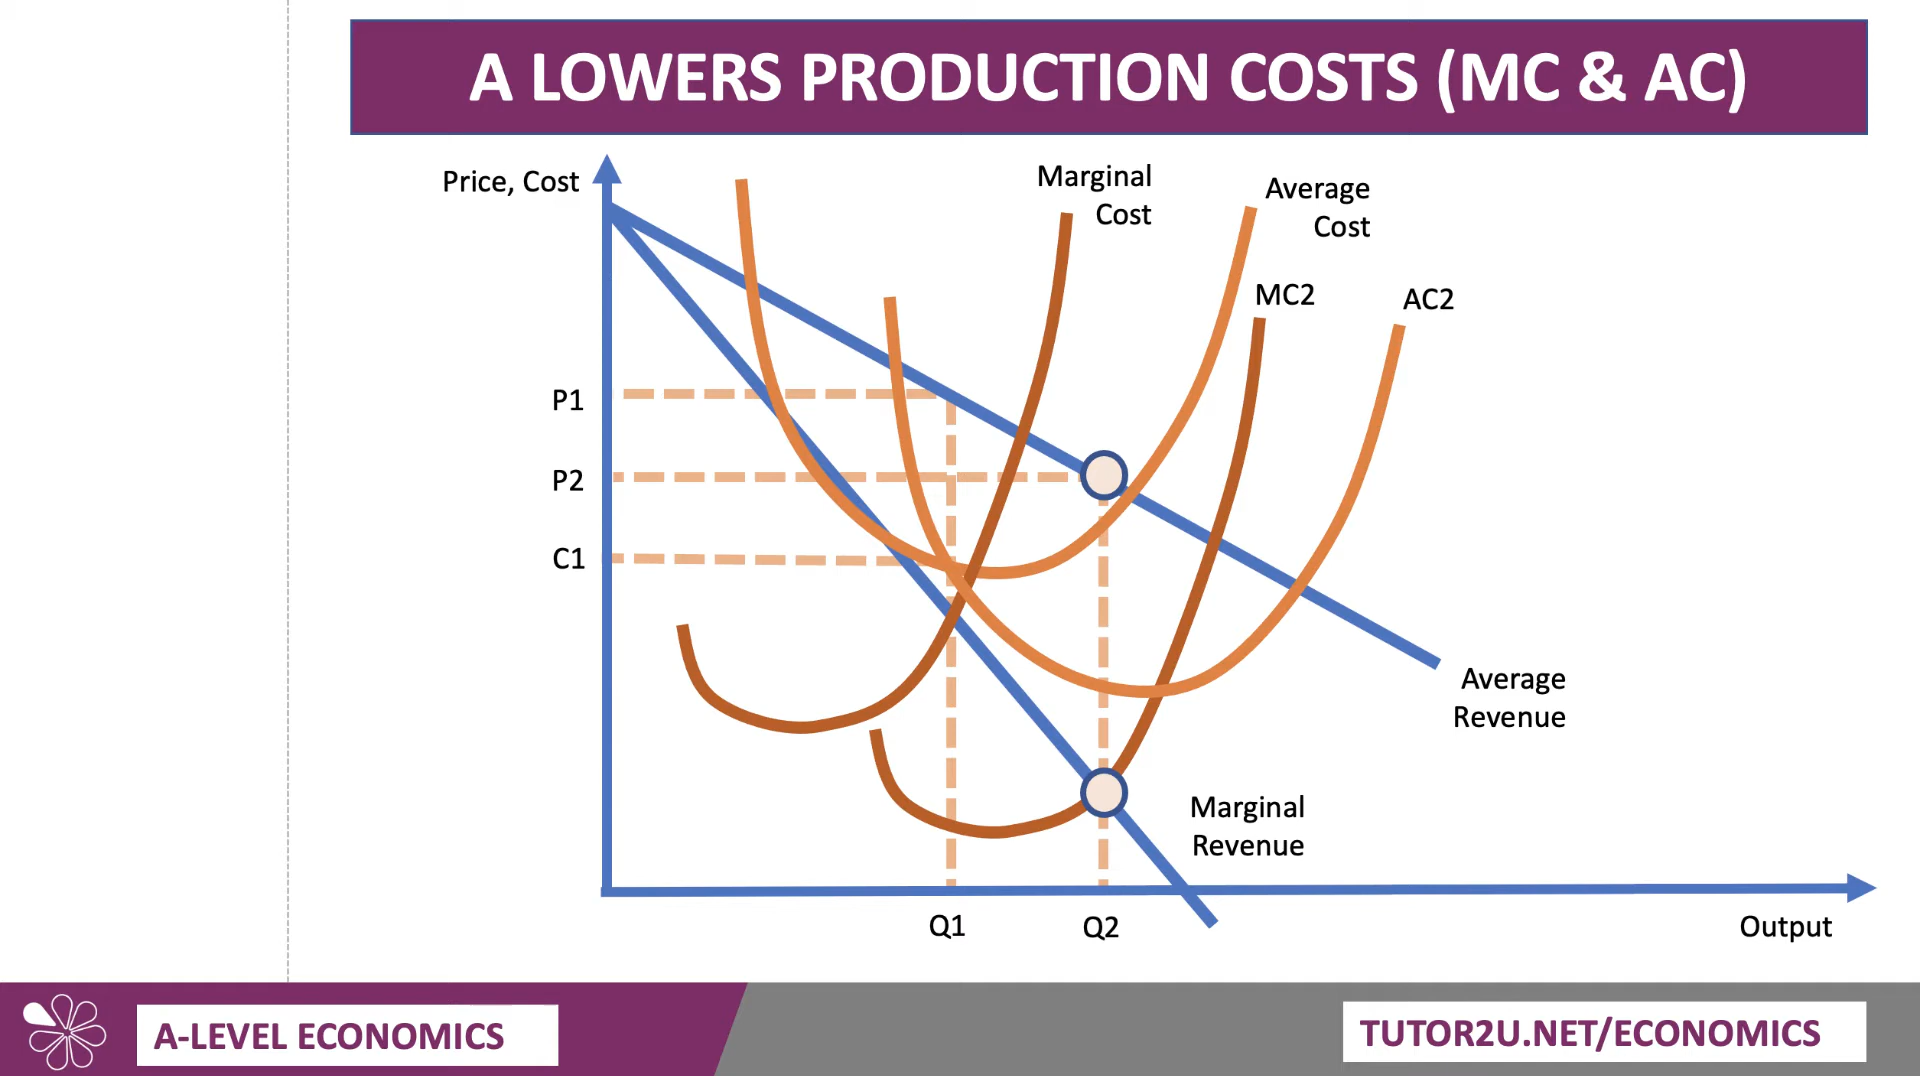 A LOWERS PRODUCTION COSTS (MC & AC)
Price, Cost
Marginal
Cost
Average
Cost
MC2
AC2
P1
P2
C1
Average
Revenue
Marginal
Revenue
Q1
Q2
Output
A-LEVEL ECONOMICS
TUTOR2U.NET/ECONOMICS